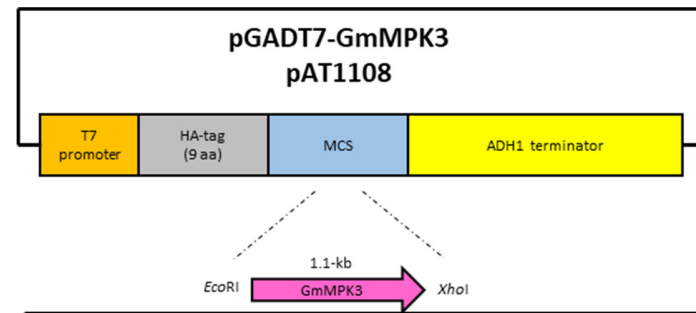 pGADT7-GmMPK3
pAT1108
T7
promoter
HA-tag
(9 aa)
MCS
ADH1 terminator
1.1-kb
EcoRI
GmMPK3
XhoI